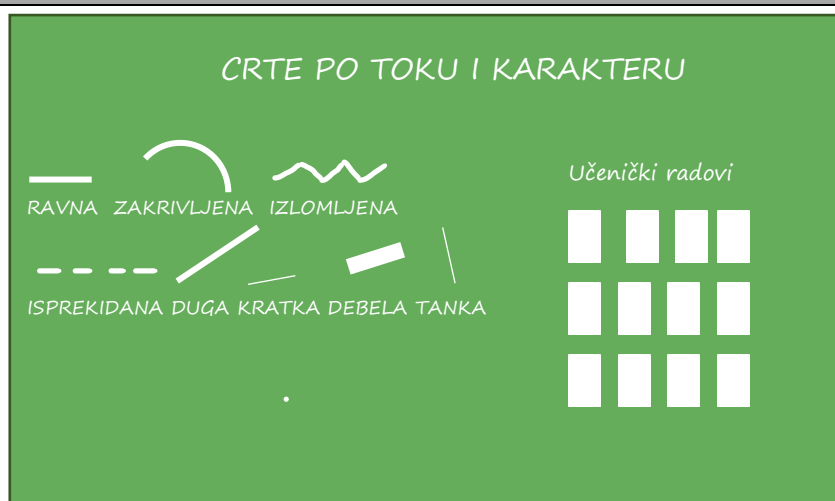 CRTE PO TOKU I KARAKTERU
RAVNA ZAKRIVLJENA IZLOMLJENA
ISPREKIDANA DUGA KRATKA DEBELA TANKA
Učenički radovi